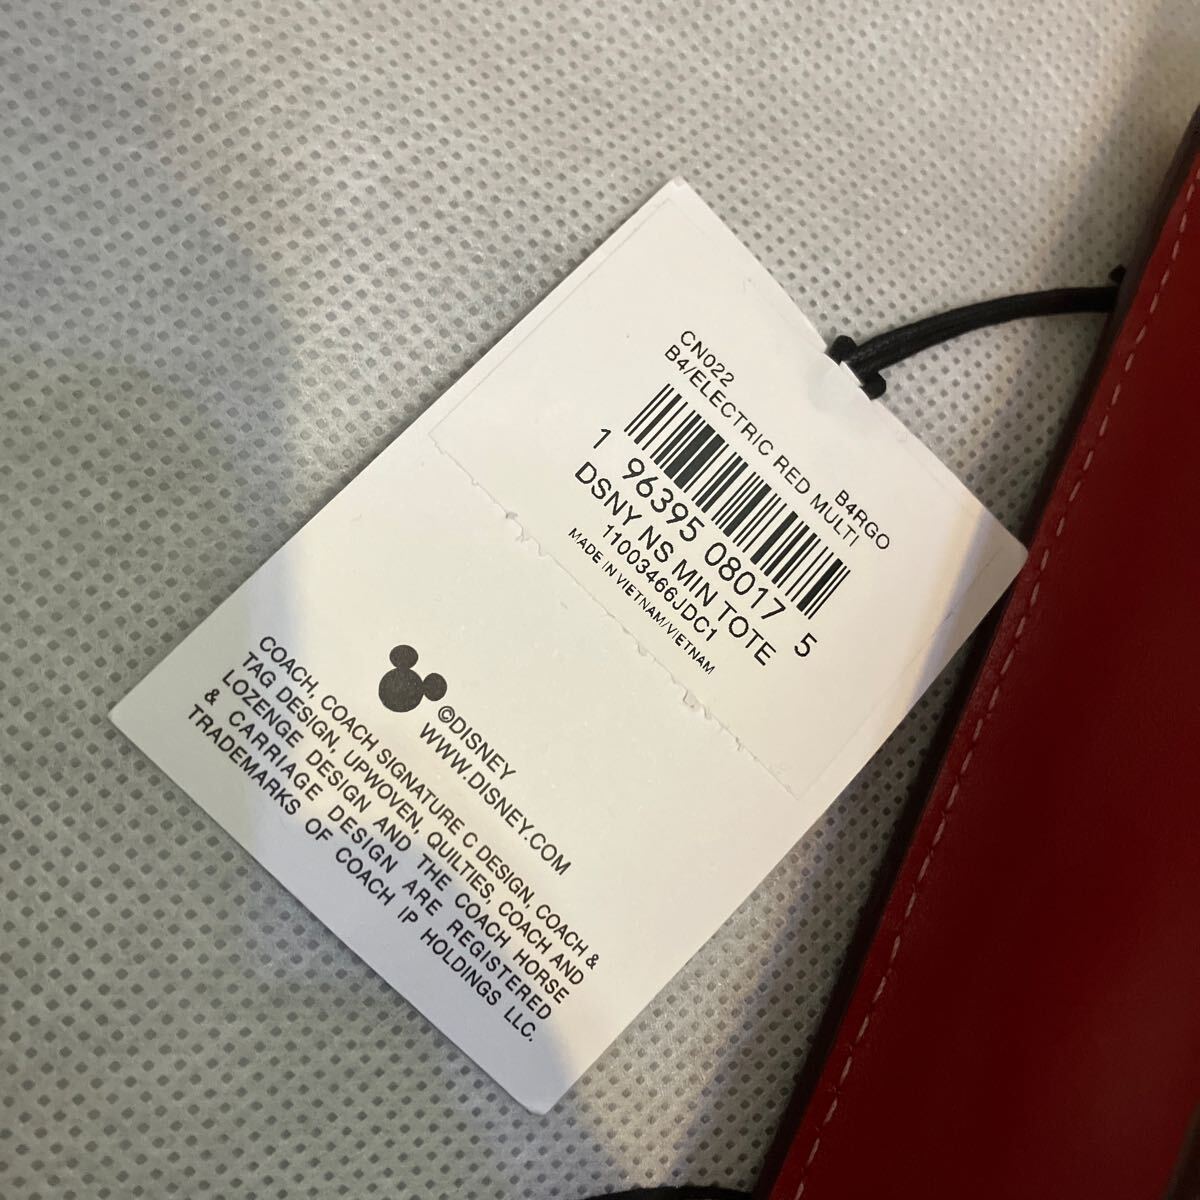 CN022 B4RGO
B4/ELECTRIC RED MULTI
1 96395 08017 5
DSNY NS MIN TOTE
11003466JDC1
MADE IN VIETNAM/VIETNAM
©DISNEY
WWW.DISNEY.COM
COACH, COACH SIGNATURE C DESIGN, COACH &
TAG DESIGN, UPWOVEN, QUILTIES, COACH AND
LOZENGE DESIGN AND THE COACH HORSE
& CARRIAGE DESIGN ARE REGISTERED
TRADEMARKS OF COACH IP HOLDINGS LLC.